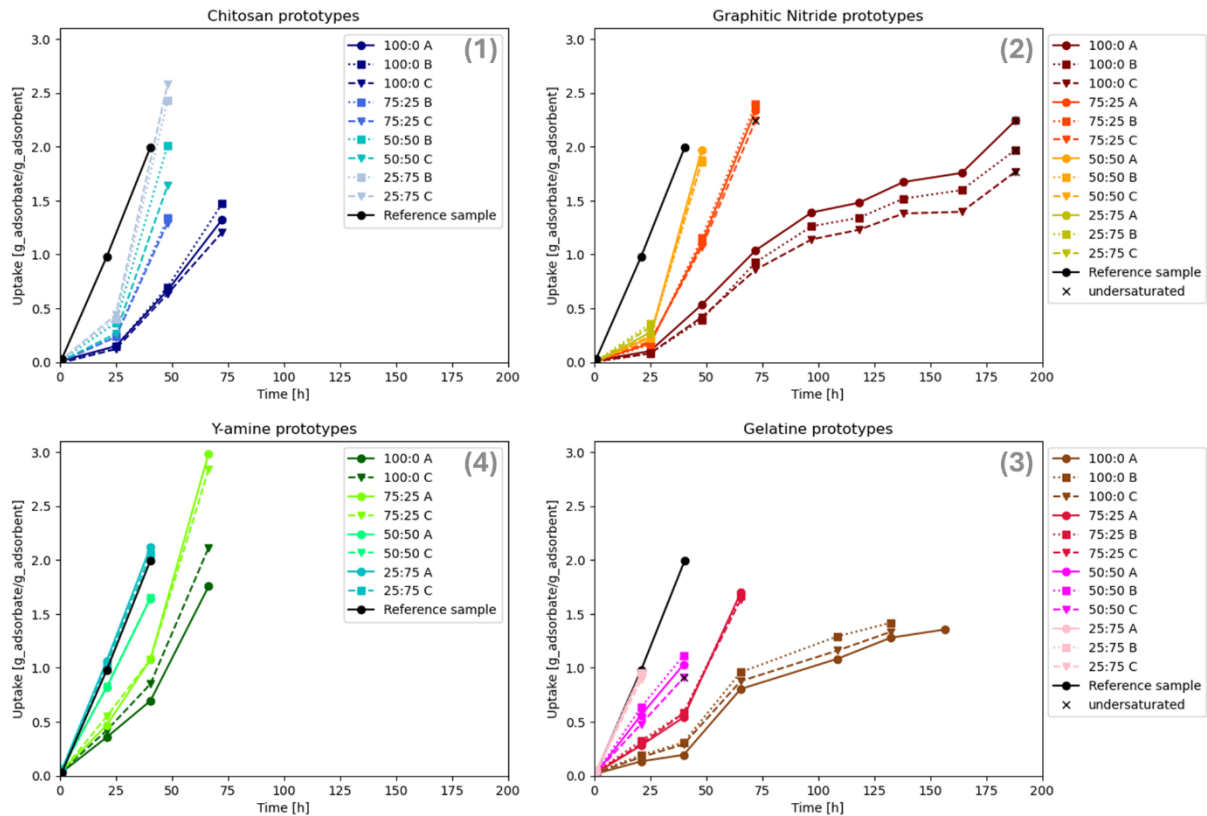 Chitosan prototypes
(1)
3.0
2.5
2.0
1.5
1.0
0.5
0.0
Uptake [g_adsorbate/g_adsorbent]
0
25
50
75
100
125
150
175
200
Time [h]
100:0 A
100:0 B
100:0 C
75:25 B
75:25 C
50:50 B
50:50 C
25:75 B
25:75 C
Reference sample
Graphitic Nitride prototypes
(2)
3.0
2.5
2.0
1.5
1.0
0.5
0.0
Uptake [g_adsorbate/g_adsorbent]
0
25
50
75
100
125
150
175
200
Time [h]
100:0 A
100:0 B
100:0 C
75:25 A
75:25 B
75:25 C
50:50 A
50:50 B
50:50 C
25:75 A
25:75 B
25:75 C
Reference sample
undersaturated
Y-amine prototypes
(4)
3.0
2.5
2.0
1.5
1.0
0.5
0.0
Uptake [g_adsorbate/g_adsorbent]
0
25
50
75
100
125
150
175
200
Time [h]
100:0 A
100:0 C
75:25 A
75:25 C
50:50 A
50:50 C
25:75 A
25:75 C
Reference sample
Gelatine prototypes
(3)
3.0
2.5
2.0
1.5
1.0
0.5
0.0
Uptake [g_adsorbate/g_adsorbent]
0
25
50
75
100
125
150
175
200
Time [h]
100:0 A
100:0 B
100:0 C
75:25 A
75:25 B
75:25 C
50:50 A
50:50 B
50:50 C
25:75 A
25:75 B
25:75 C
Reference sample
undersaturated